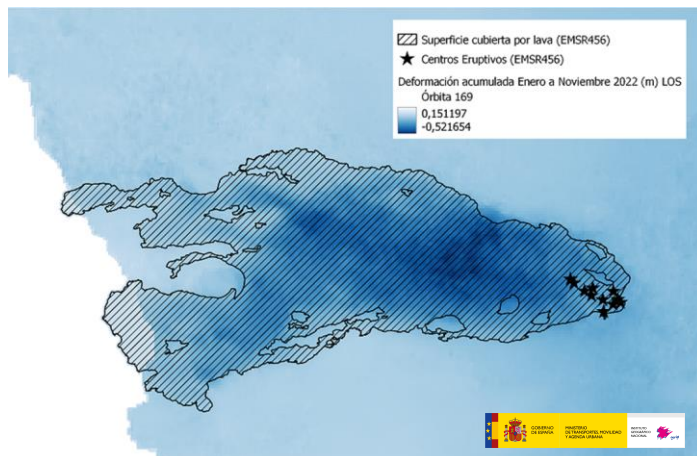 Superficie cubierta por lava (EMSR456)
Centros Eruptivos (EMSR456)
Deformación acumulada Enero a Noviembre 2022 (m) LOS
Órbita 169
0,151197
-0,521654
GOBIERNO
DE ESPAÑA
MINISTERIO
DE TRANSPORTES, MOVILIDAD
Y AGENDA URBANA
INSTITUTO
GEOGRÁFICO
NACIONAL